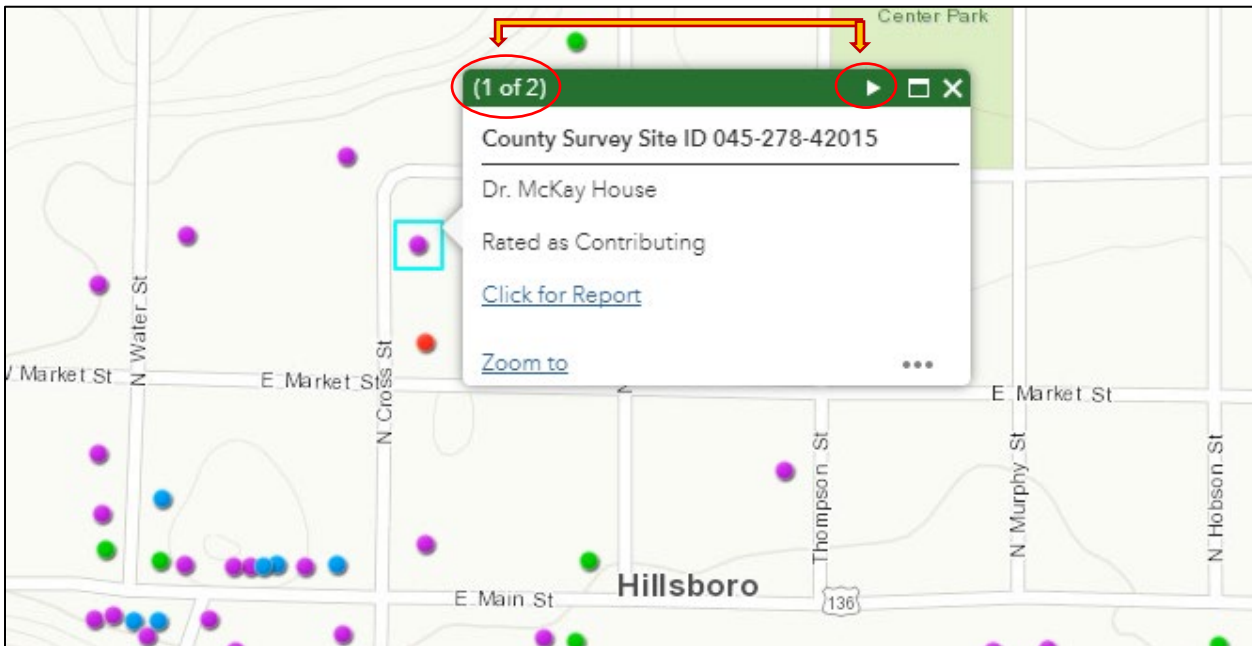 Center Park
(1 of 2)
County Survey Site ID 045-278-42015
Dr. McKay House
Rated as Contributing
Click for Report
Zoom to
N Water St
N Cross St
Market St
E Market St
E Market St
Thompson St
N Murphy St
N Hobson St
Hillsboro
E Main St
136